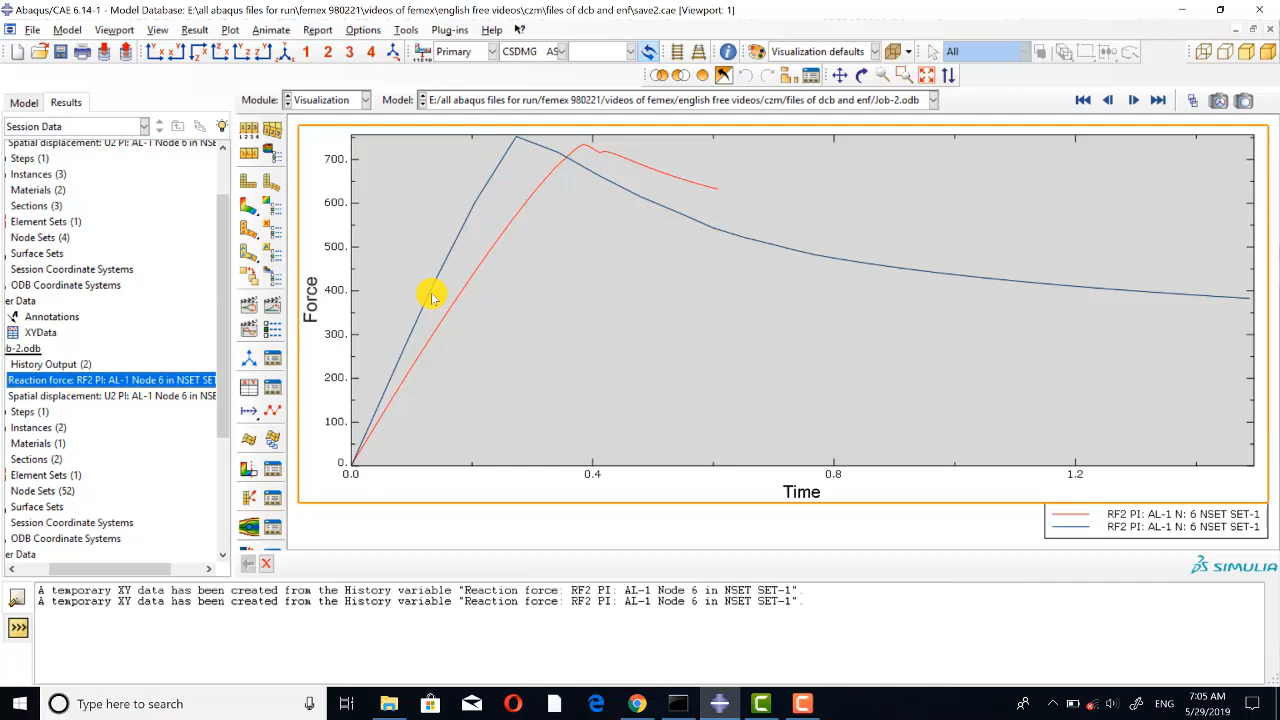 Abaqus/CAE 6.14-1 - Model Database: E:\all abaqus files for run\femex 980221\videos of femex\czm\files of dcb and enf\save2.cae [Viewport: 1]
File Model Viewport View Result Plot Animate Report Options Tools Plug-ins Help
1 2 3 4 Primary CSDMG Visualization defaults All
Model Results Module: Visualization Model: E:/all abaqus files for run/femex 980221/videos of femex/english free videos/czm/files of dcb and enf/Job-2.odb
Session Data
Spatial displacement: U2 PI: AL-1 Node 6 in NSET
Steps (1)
Instances (3)
Materials (2)
Sections (3)
Element Sets (1)
Node Sets (4)
Surface Sets
Session Coordinate Systems
ODB Coordinate Systems
er Data
Annotations
XYData
b-2.odb
History Output (2)
Reaction force: RF2 PI: AL-1 Node 6 in NSET SET
Spatial displacement: U2 PI: AL-1 Node 6 in NSE
Steps (1)
Instances (2)
Materials (1)
Sections (2)
Element Sets (1)
Node Sets (52)
Surface Sets
Session Coordinate Systems
ODB Coordinate Systems
er Data
700.
600.
500.
400.
300.
200.
100.
0.
Force
0.0 0.4 0.8 1.2
Time
RF2 PI: AL-1 N: 6 NSET SET-1
RF2 PI: AL-1 N: 6 NSET SET-1
SIMULIA
A temporary XY data has been created from the History variable "Reaction force: RF2 PI: AL-1 Node 6 in NSET SET-1".
A temporary XY data has been created from the History variable "Reaction force: RF2 PI: AL-1 Node 6 in NSET SET-1".
>>>
Type here to search
ENG
7:05 AM
5/29/2019